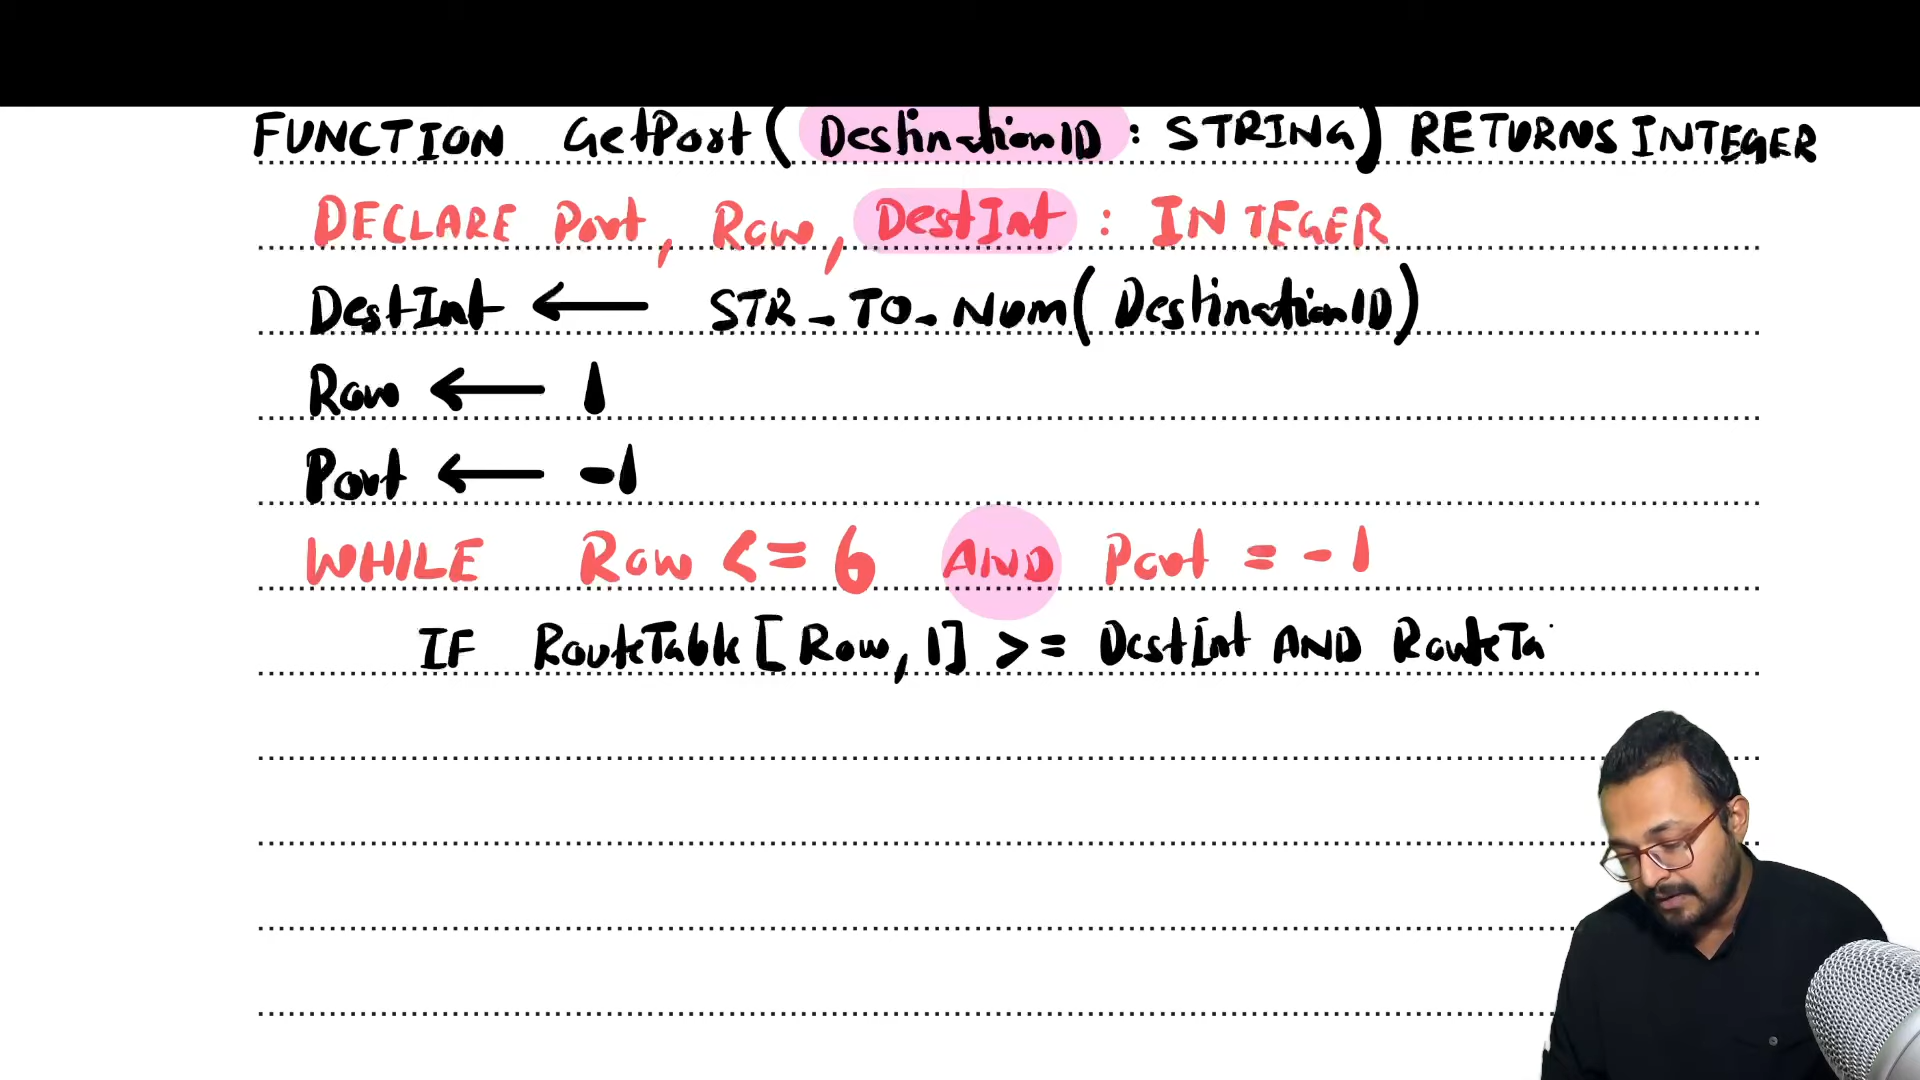 FUNCTION GetPort(DestinationID : STRING) RETURNS INTEGER
DECLARE Port, Row, DestInt : INTEGER
DestInt ← STR_TO_NUM(DestinationID)
Row ← 1
Port ← -1
WHILE Row <= 6 AND Port = -1
IF RouteTable[Row, 1] >= DestInt AND RouteTa